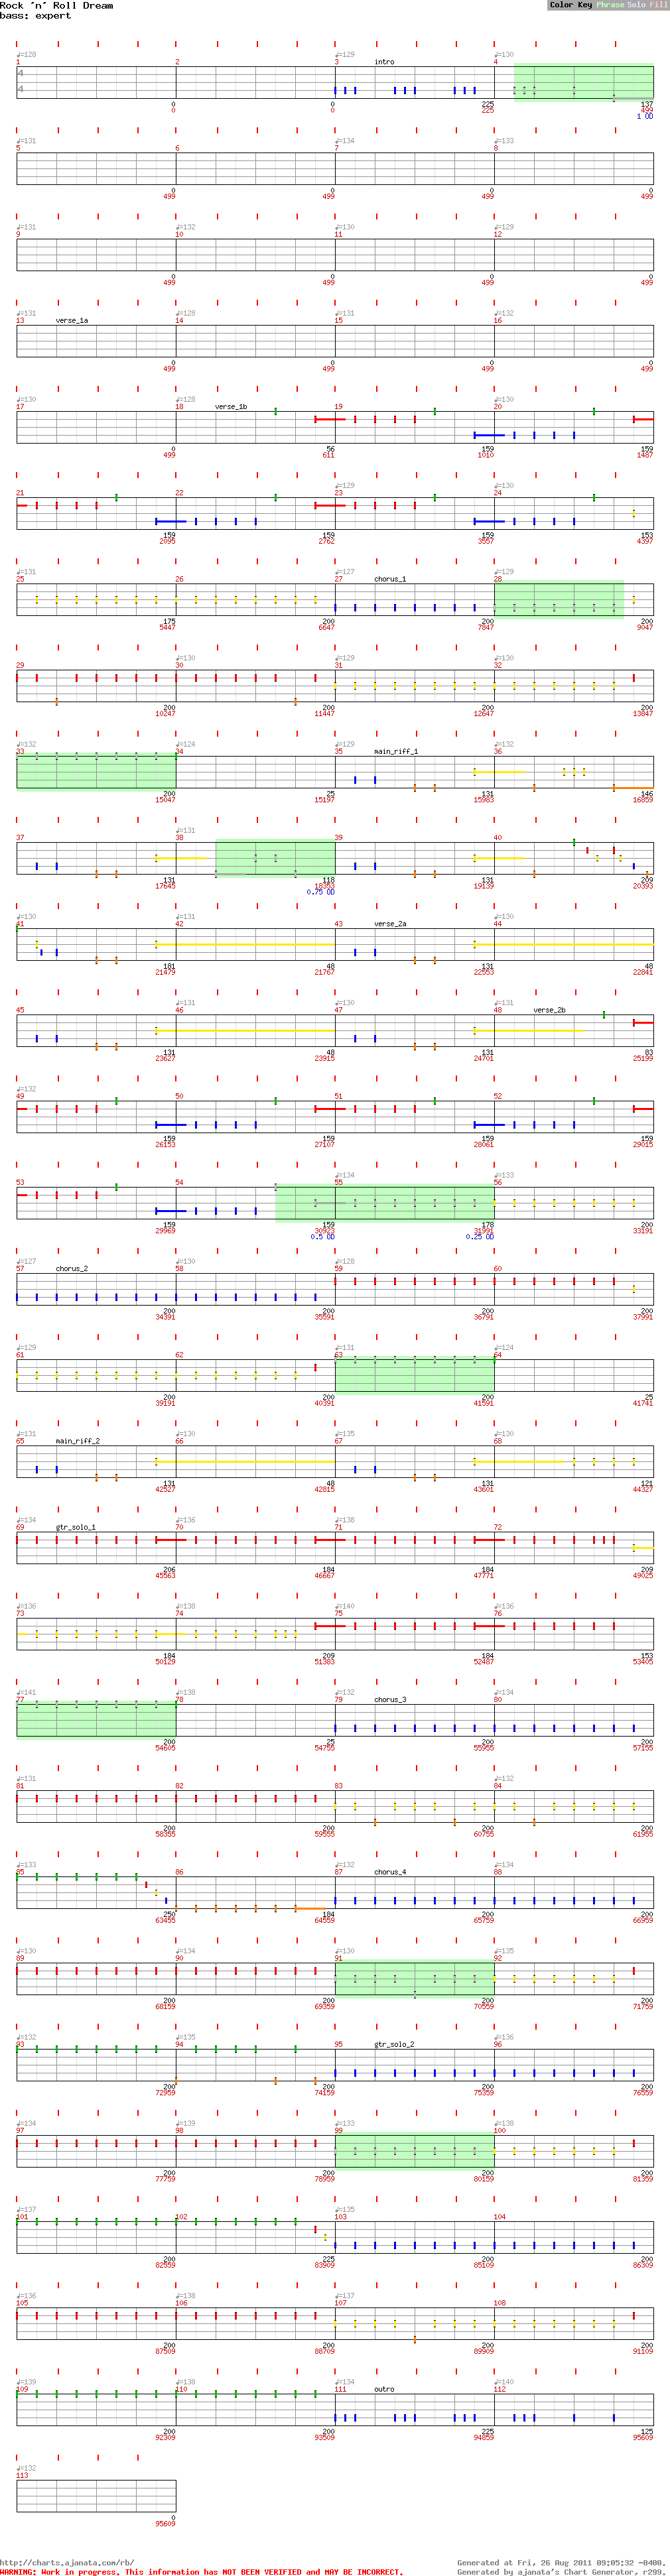 Rock 'n' Roll Dream
bass: expert
Color Key Phrase Solo Fill
♩=128 ♩=129 ♩=130
1 2 3 intro 4
4
4
0 0 225 137
0 0 225 499
1 OD
♩=131 ♩=134 ♩=133
5 6 7 8
0 0 0 0
499 499 499 499
♩=131 ♩=132 ♩=130 ♩=129
9 10 11 12
0 0 0 0
499 499 499 499
♩=131 ♩=128 ♩=131 ♩=132
13 verse_1a 14 15 16
0 0 0 0
499 499 499 499
♩=130 ♩=128 ♩=130
17 18 verse_1b 19 20
0 56 159 159
499 611 1010 1487
♩=129 ♩=130
21 22 23 24
159 159 159 153
2095 2762 3557 4397
♩=131 ♩=127 ♩=129
25 26 27 chorus_1 28
175 200 200 200
5447 6647 7847 9047
♩=130 ♩=129 ♩=130
29 30 31 32
200 200 200 200
10247 11447 12647 13847
♩=132 ♩=124 ♩=129 ♩=132
33 34 35 main_riff_1 36
200 25 131 146
15047 15197 15983 16859
♩=131
37 38 39 40
131 118 131 209
17645 18353 19139 20393
0.75 OD
♩=130 ♩=131 ♩=130
41 42 43 verse_2a 44
181 48 131 48
21479 21767 22553 22841
♩=131 ♩=130 ♩=131
45 46 47 48 verse_2b
131 48 131 83
23627 23915 24701 25199
♩=132
49 50 51 52
159 159 159 159
26153 27107 28061 29015
♩=134 ♩=133
53 54 55 56
159 159 178 200
29969 30923 31991 33191
0.5 OD 0.25 OD
♩=127 ♩=130 ♩=128
57 chorus_2 58 59 60
200 200 200 200
34391 35591 36791 37991
♩=129 ♩=131 ♩=124
61 62 63 64
200 200 200 25
39191 40391 41591 41741
♩=131 ♩=130 ♩=135 ♩=130
65 main_riff_2 66 67 68
131 48 131 121
42527 42815 43601 44327
♩=134 ♩=136 ♩=138
69 gtr_solo_1 70 71 72
206 184 184 209
45563 46667 47771 49025
♩=136 ♩=138 ♩=140 ♩=136
73 74 75 76
184 209 184 153
50129 51383 52487 53405
♩=141 ♩=138 ♩=132 ♩=134
77 78 79 chorus_3 80
200 25 200 200
54605 54755 55955 57155
♩=131 ♩=132
81 82 83 84
200 200 200 200
58355 59555 60755 61955
♩=133 ♩=132 ♩=134
85 86 87 chorus_4 88
250 184 200 200
63455 64559 65759 66959
♩=130 ♩=134 ♩=130 ♩=135
89 90 91 92
200 200 200 200
68159 69359 70559 71759
♩=132 ♩=135 ♩=136
93 94 95 gtr_solo_2 96
200 200 200 200
72959 74159 75359 76559
♩=134 ♩=139 ♩=133 ♩=138
97 98 99 100
200 200 200 200
77759 78959 80159 81359
♩=137 ♩=135
101 102 103 104
200 225 200 200
82559 83909 85109 86309
♩=136 ♩=138 ♩=137
105 106 107 108
200 200 200 200
87509 88709 89909 91109
♩=139 ♩=138 ♩=134 ♩=140
109 110 111 outro 112
200 200 225 125
92309 93509 94859 95609
♩=132
113
0
95609
http://charts.ajanata.com/rb/
Generated at Fri, 26 Aug 2011 09:05:32 -0400.
WARNING: Work in progress. This information has NOT BEEN VERIFIED and MAY BE INCORRECT.
Generated by ajanata's Chart Generator, r299.